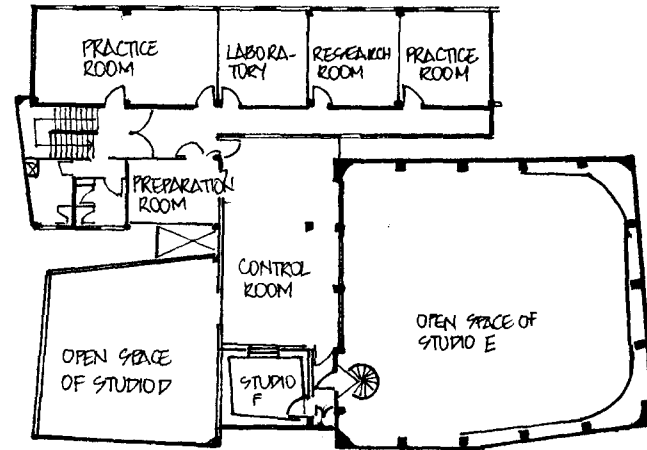 PRACTICE
ROOM
LABORA-
TORY
RESEARCH
ROOM
PRACTICE
ROOM
PREPARATION
ROOM
CONTROL
ROOM
OPEN SPACE OF
STUDIO E
OPEN SPACE
OF STUDIO D
STUDIO
F